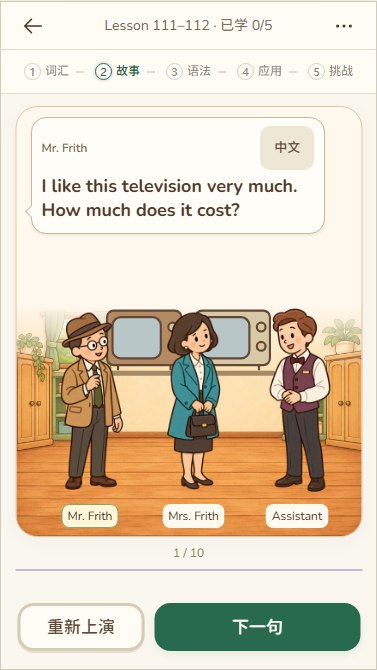 Lesson 111–112 · 已学 0/5
1 词汇 – 2 故事 – 3 语法 – 4 应用 – 5 挑战
Mr. Frith
中文
I like this television very much.
How much does it cost?
Mr. Frith Mrs. Frith Assistant
1 / 10
重新上演 下一句